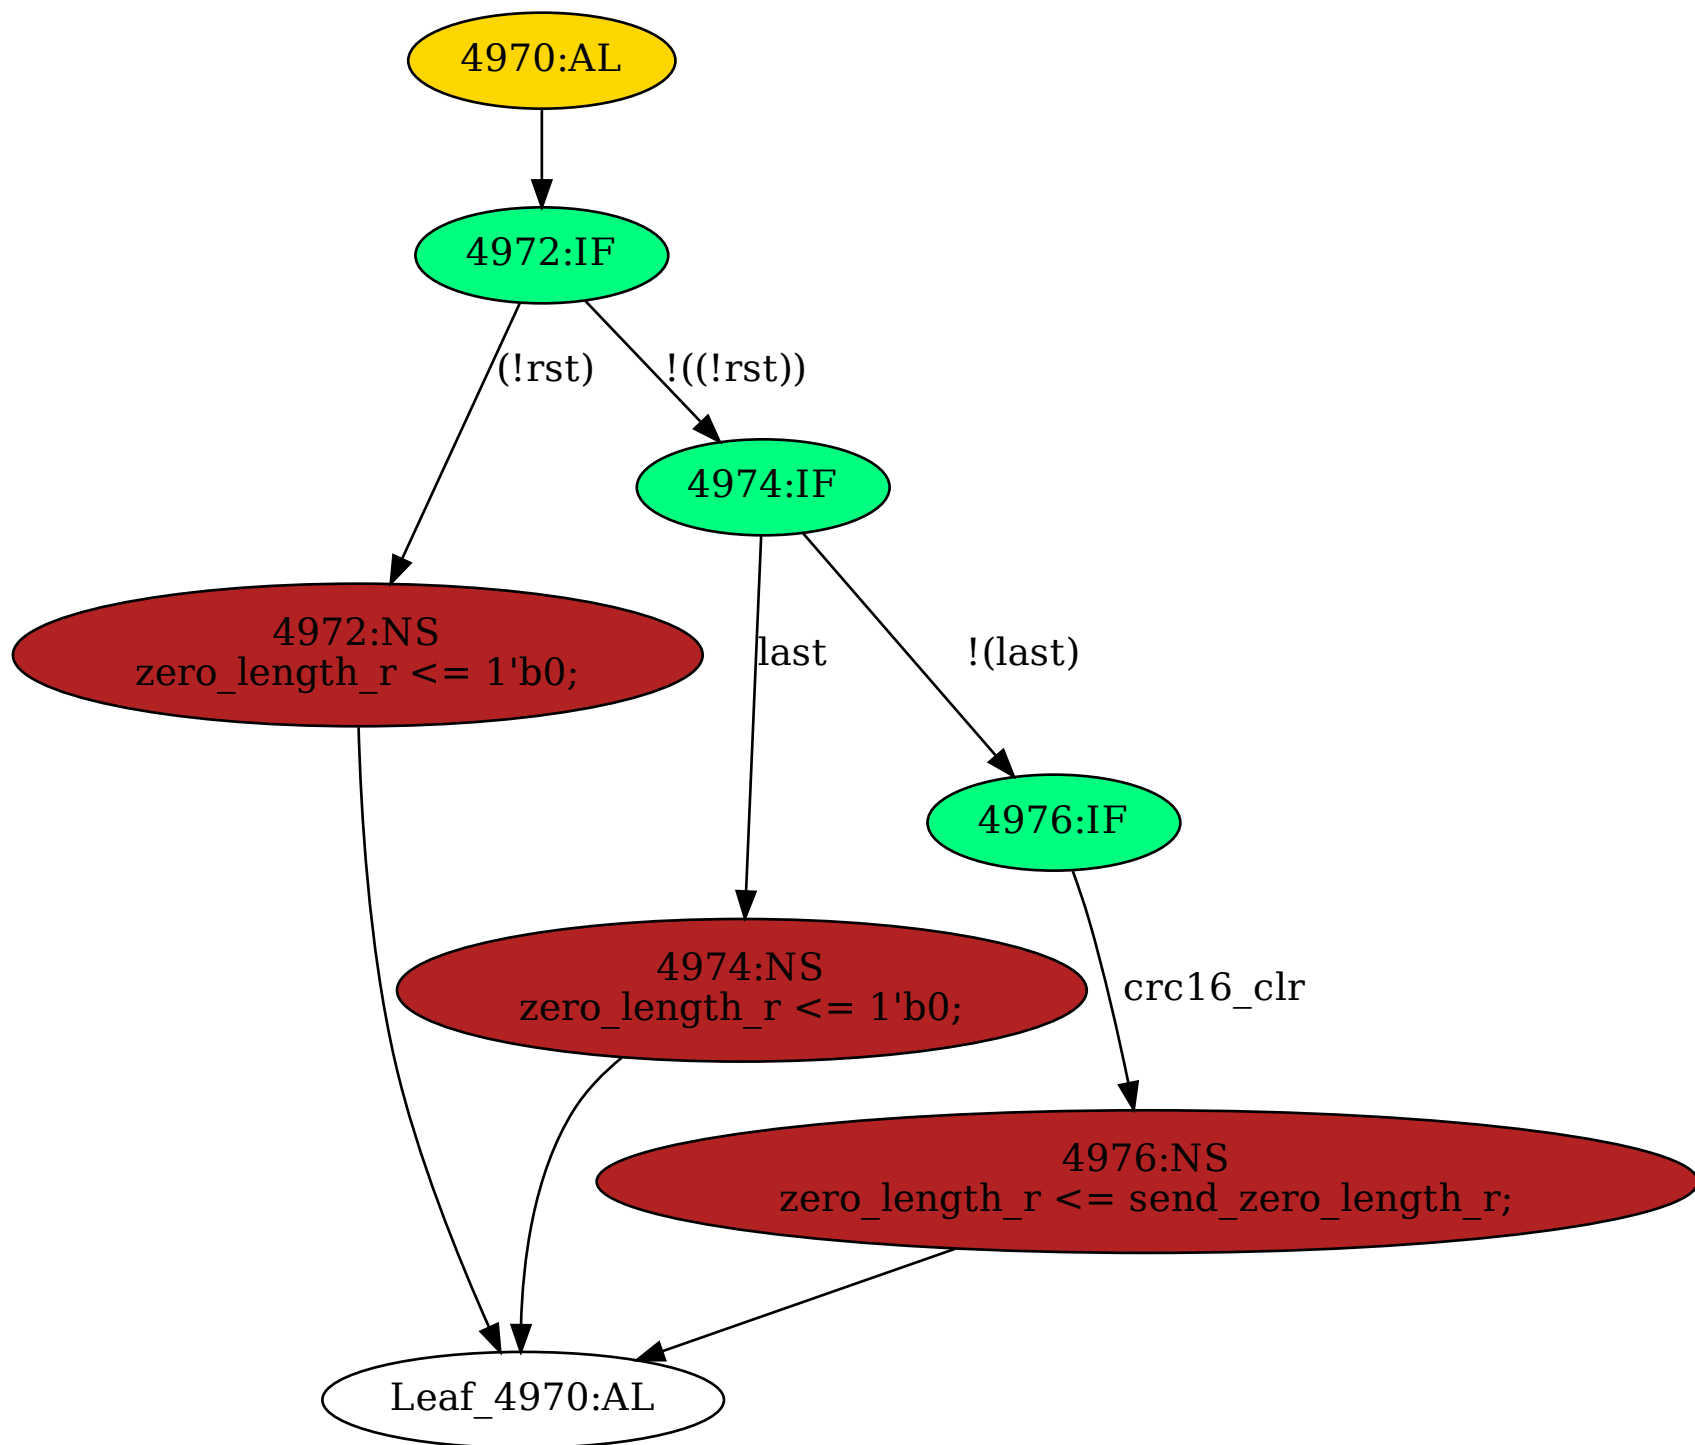 4970:AL
4972:IF
(!rst)
!((!rst))
4974:IF
4972:NS
zero_length_r <= 1'b0;
last
!(last)
4976:IF
4974:NS
zero_length_r <= 1'b0;
crc16_clr
4976:NS
zero_length_r <= send_zero_length_r;
Leaf_4970:AL